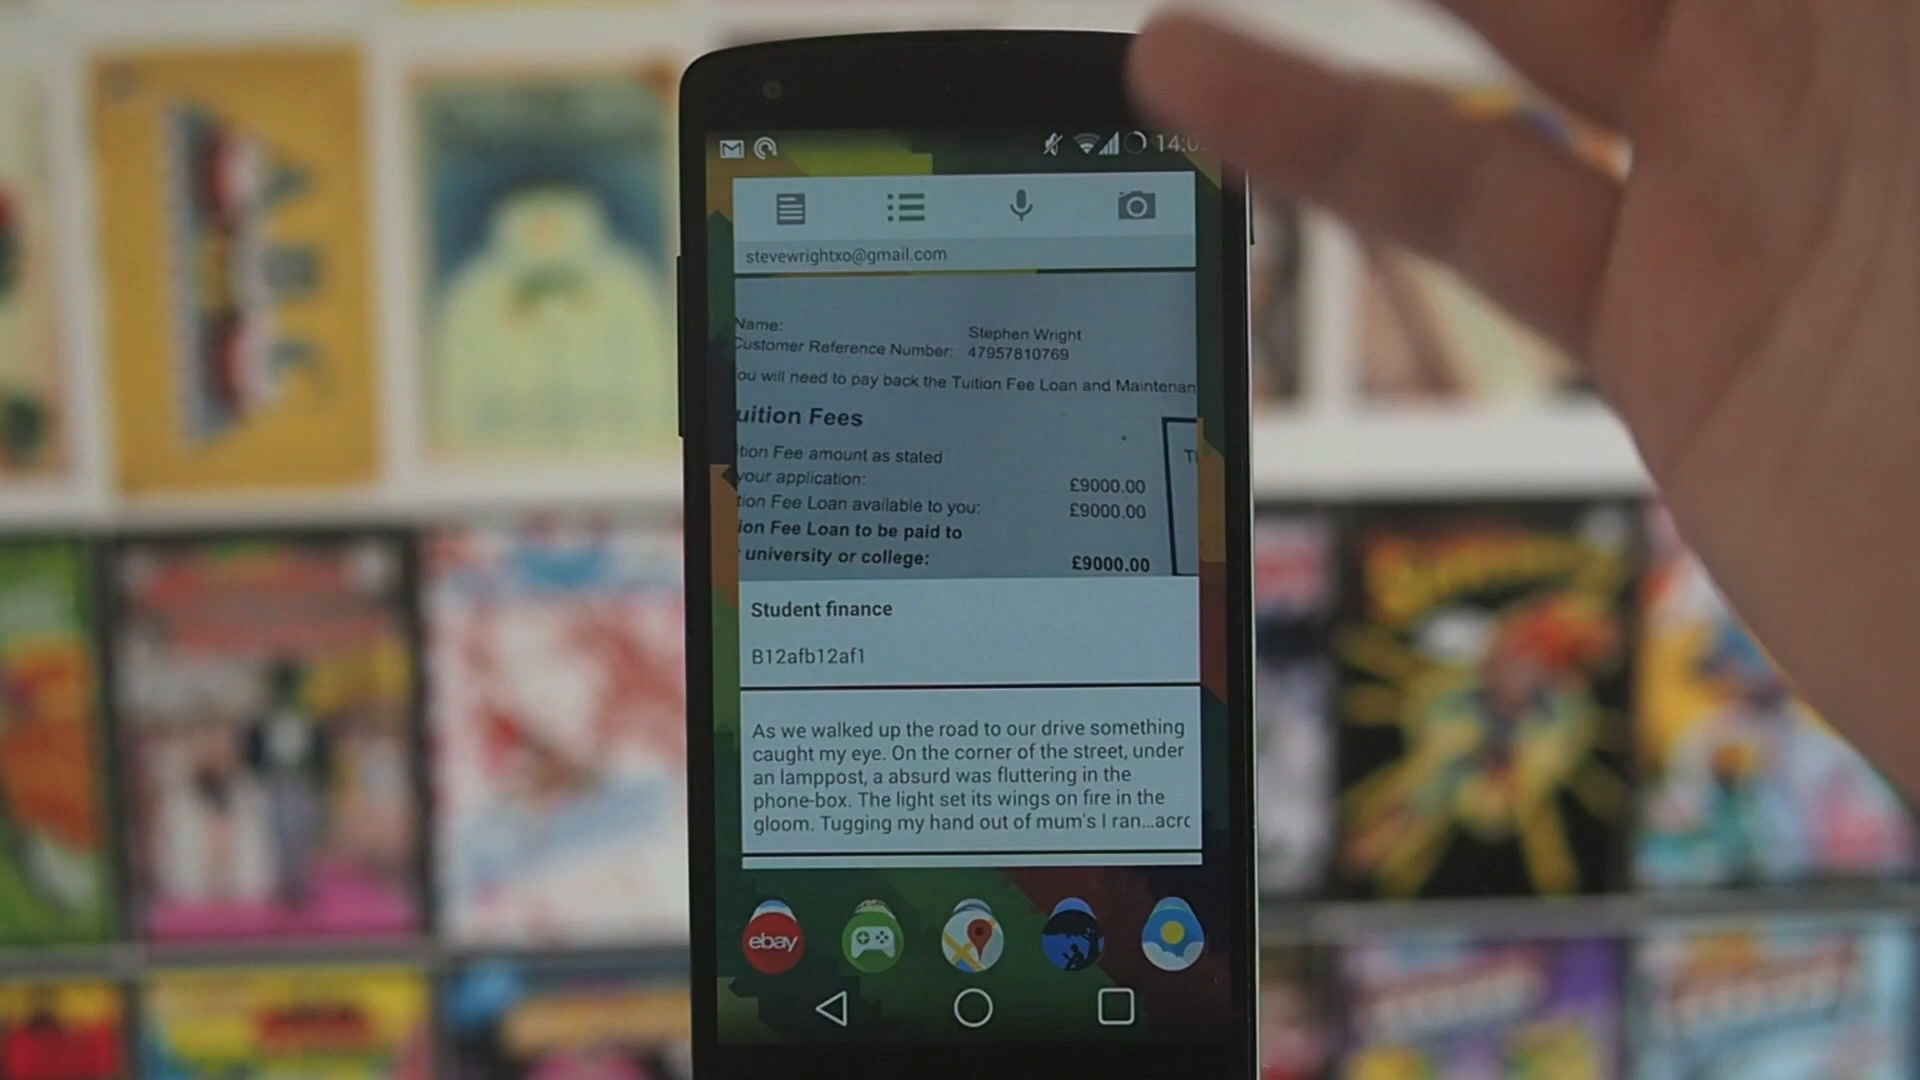 14:0
stevewrightxo@gmail.com
Name: Stephen Wright
Customer Reference Number: 47957810769
ou will need to pay back the Tuition Fee Loan and Maintenan
uition Fees
tion Fee amount as stated
your application: £9000.00
tion Fee Loan available to you: £9000.00
ion Fee Loan to be paid to
university or college: £9000.00
Student finance
B12afb12af1
As we walked up the road to our drive something
caught my eye. On the corner of the street, under
an lamppost, a absurd was fluttering in the
phone-box. The light set its wings on fire in the
gloom. Tugging my hand out of mum's I ran...acro
ebay